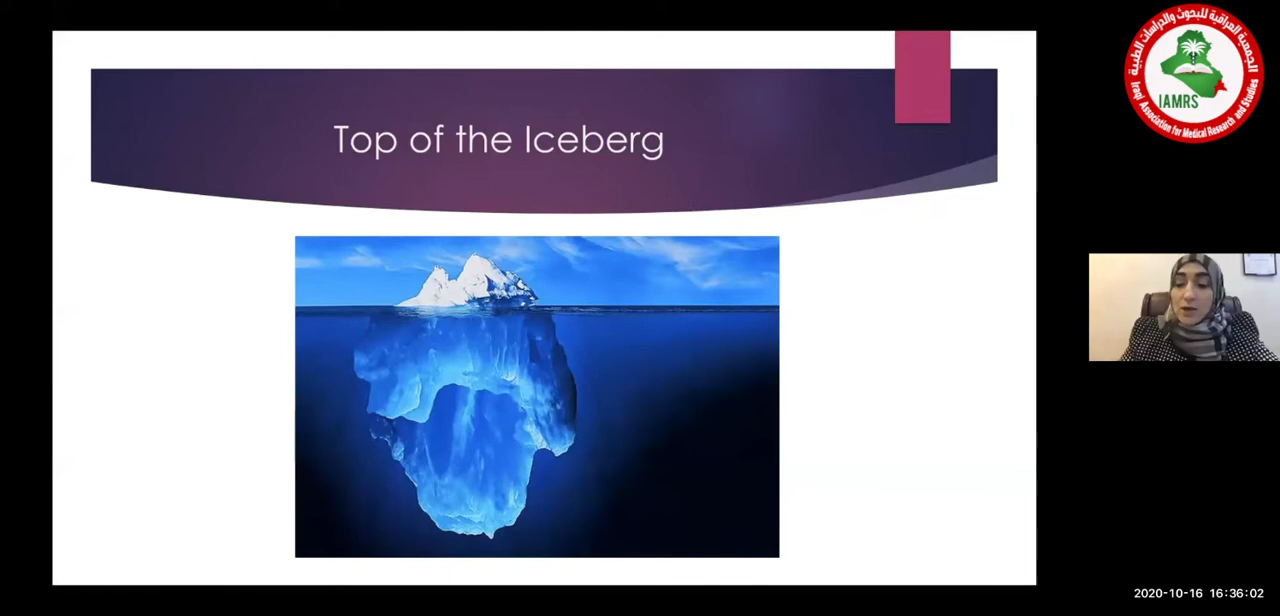 Top of the Iceberg
الجمعية العراقية للبحوث والدراسات الطبية
IAMRS
Iraqi Association for Medical Research and Studies
2020-10-16 16:36:02